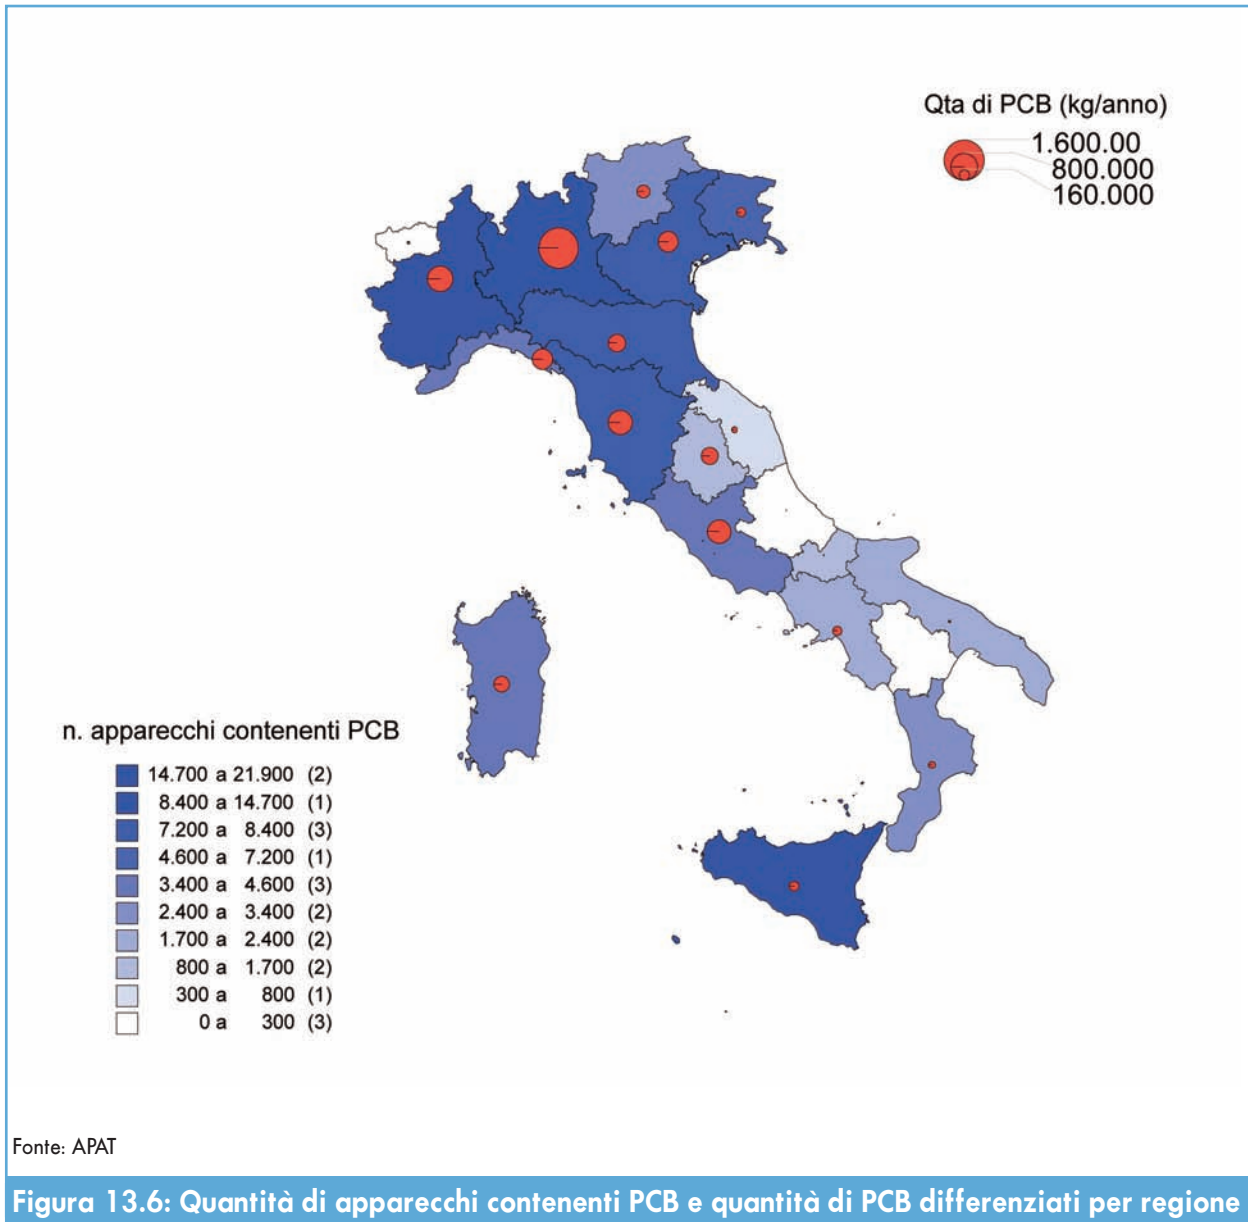 Qta di PCB (kg/anno)
1.600.00
800.000
160.000
n. apparecchi contenenti PCB
14.700 a 21.900 (2)
8.400 a 14.700 (1)
7.200 a 8.400 (3)
4.600 a 7.200 (1)
3.400 a 4.600 (3)
2.400 a 3.400 (2)
1.700 a 2.400 (2)
800 a 1.700 (2)
300 a 800 (1)
0 a 300 (3)
Fonte: APAT
Figura 13.6: Quantità di apparecchi contenenti PCB e quantità di PCB differenziati per regione